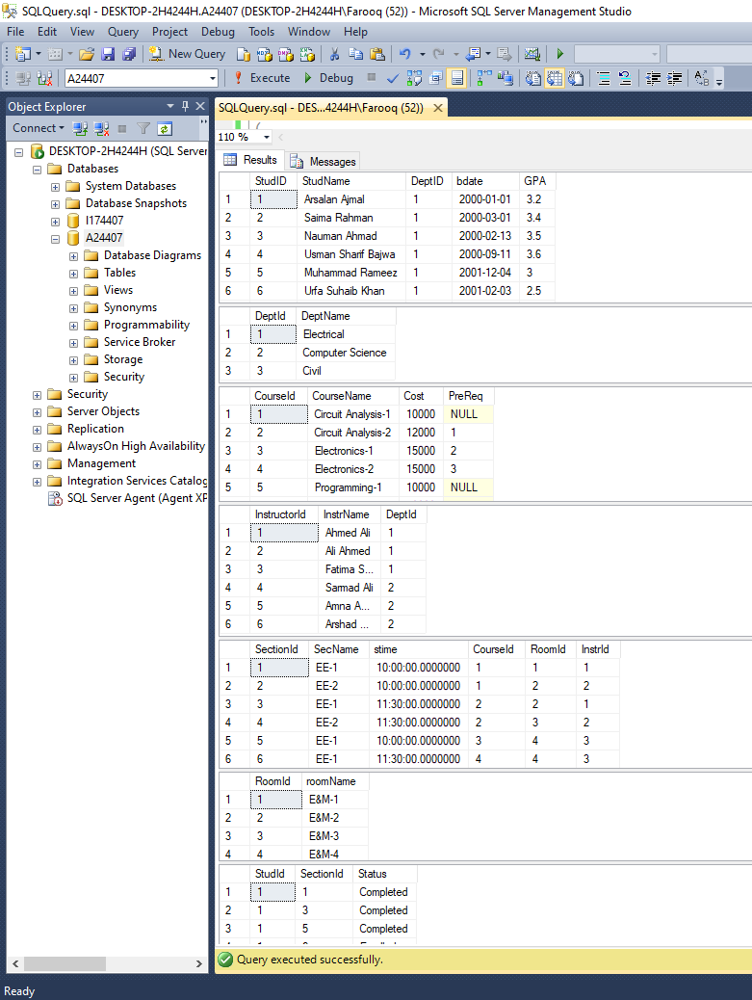 SQLQuery.sql - DESKTOP-2H4244H.A24407 (DESKTOP-2H4244H\Farooq (52)) - Microsoft SQL Server Management Studio
File Edit View Query Project Debug Tools Window Help
New Query MDX DMX XMLA
A24407 Execute Debug
Object Explorer
Connect
DESKTOP-2H4244H (SQL Server
Databases
System Databases
Database Snapshots
I174407
A24407
Database Diagrams
Tables
Views
Synonyms
Programmability
Service Broker
Storage
Security
Security
Server Objects
Replication
AlwaysOn High Availability
Management
Integration Services Catalog
SQL Server Agent (Agent XP
SQLQuery.sql - DES...4244H\Farooq (52))
(
110 %
Results Messages
StudID StudName DeptID bdate GPA
1 1 Arsalan Ajmal 1 2000-01-01 3.2
2 2 Saima Rahman 1 2000-03-01 3.4
3 3 Nauman Ahmad 1 2000-02-13 3.5
4 4 Usman Sharif Bajwa 1 2000-09-11 3.6
5 5 Muhammad Rameez 1 2001-12-04 3
6 6 Urfa Suhaib Khan 1 2001-02-03 2.5
DeptId DeptName
1 1 Electrical
2 2 Computer Science
3 3 Civil
CourseId CourseName Cost PreReq
1 1 Circuit Analysis-1 10000 NULL
2 2 Circuit Analysis-2 12000 1
3 3 Electronics-1 15000 2
4 4 Electronics-2 15000 3
5 5 Programming-1 10000 NULL
InstructorId InstrName DeptId
1 1 Ahmed Ali 1
2 2 Ali Ahmed 1
3 3 Fatima S... 1
4 4 Sarmad Ali 2
5 5 Amna A... 2
6 6 Arshad ... 2
SectionId SecName stime CourseId RoomId InstrId
1 1 EE-1 10:00:00.0000000 1 1 1
2 2 EE-2 10:00:00.0000000 1 2 2
3 3 EE-1 11:30:00.0000000 2 2 1
4 4 EE-2 11:30:00.0000000 2 3 2
5 5 EE-1 10:00:00.0000000 3 4 3
6 6 EE-1 11:30:00.0000000 4 4 3
RoomId roomName
1 1 E&M-1
2 2 E&M-2
3 3 E&M-3
4 4 E&M-4
StudId SectionId Status
1 1 1 Completed
2 1 3 Completed
3 1 5 Completed
Query executed successfully.
Ready